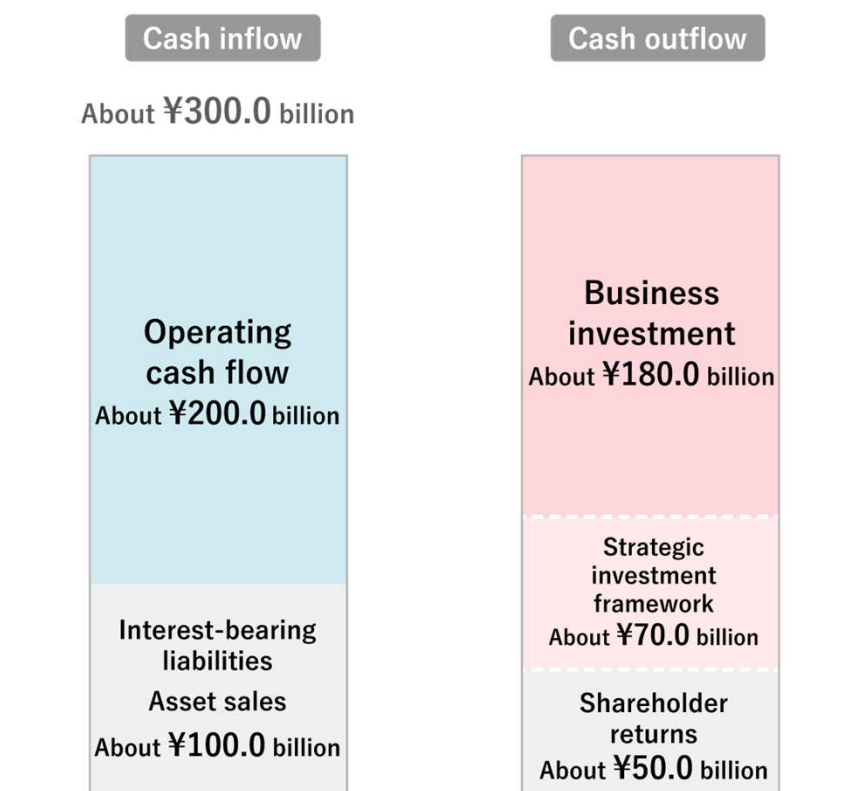 Cash inflow
About ¥300.0 billion
Operating
cash flow
About ¥200.0 billion
Interest-bearing
liabilities
Asset sales
About ¥100.0 billion
Cash outflow
Business
investment
About ¥180.0 billion
Strategic
investment
framework
About ¥70.0 billion
Shareholder
returns
About ¥50.0 billion